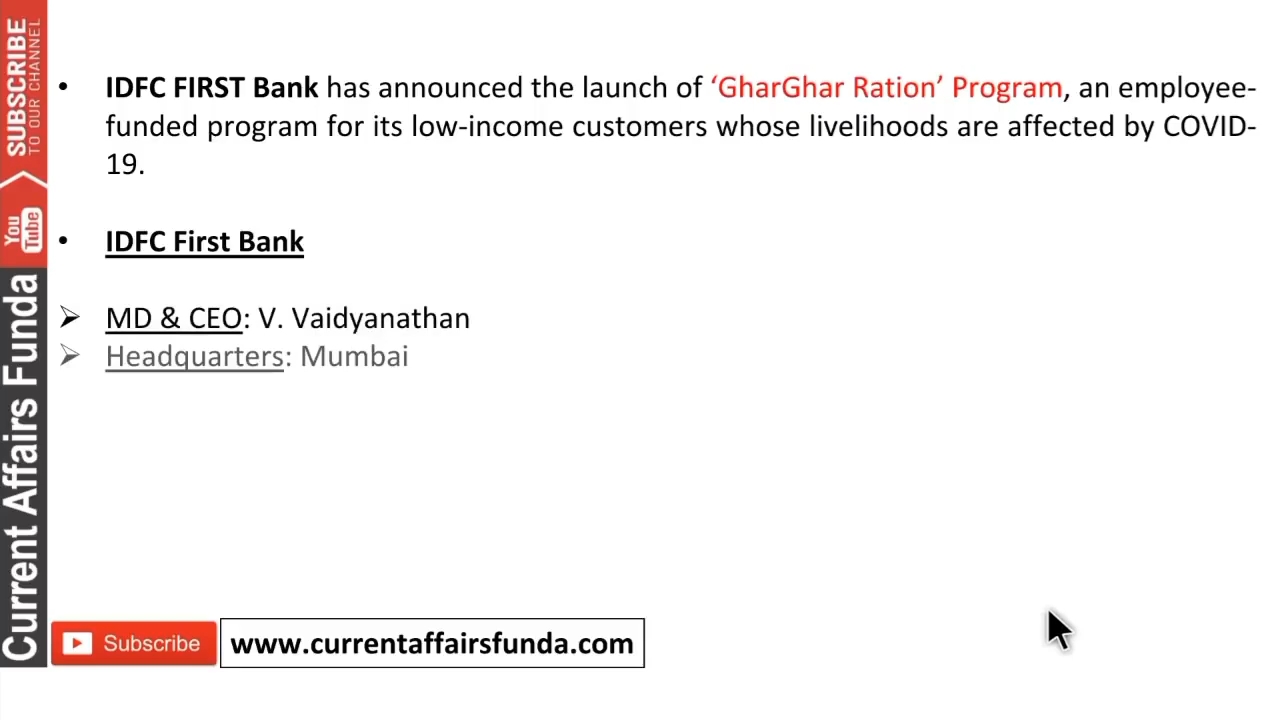 SUBSCRIBE
TO OUR CHANNEL
You
Tube
Current Affairs Funda
• IDFC FIRST Bank has announced the launch of ‘GharGhar Ration’ Program, an employee-
funded program for its low-income customers whose livelihoods are affected by COVID-
19.
• IDFC First Bank
➢ MD & CEO: V. Vaidyanathan
➢ Headquarters: Mumbai
Subscribe
www.currentaffairsfunda.com